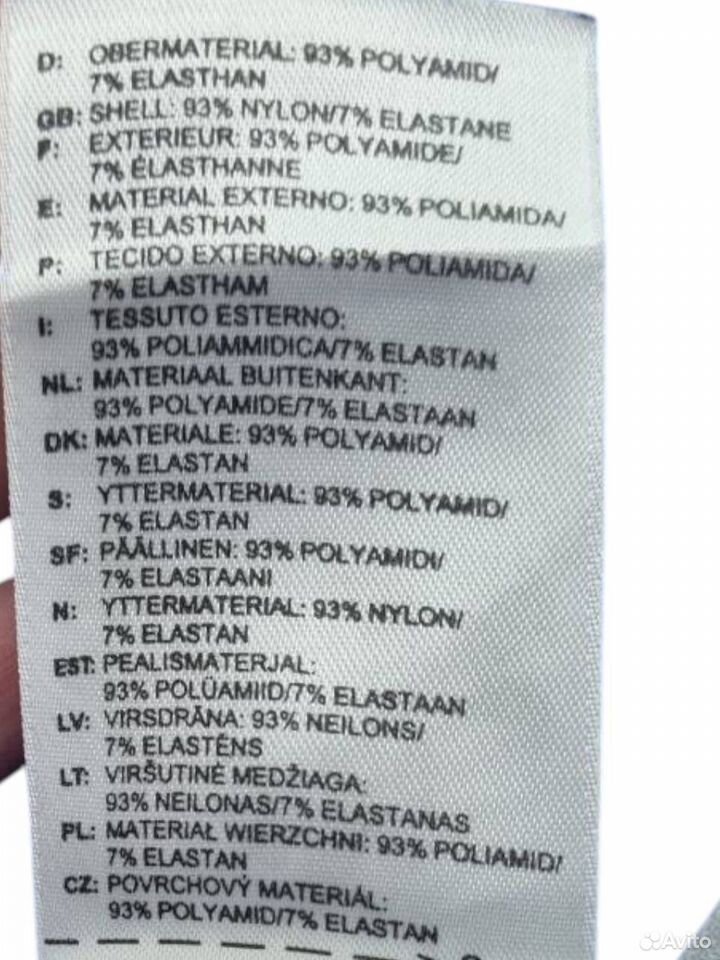 D: OBERMATERIAL: 93% POLYAMID/
7% ELASTHAN
GB: SHELL: 93% NYLON/7% ELASTANE
F: EXTERIEUR: 93% POLYAMIDE/
7% ÉLASTHANNE
E: MATERIAL EXTERNO: 93% POLIAMIDA/
7% ELASTHAN
P: TECIDO EXTERNO: 93% POLIAMIDA/
7% ELASTHAM
I: TESSUTO ESTERNO:
93% POLIAMMIDICA/7% ELASTAN
NL: MATERIAAL BUITENKANT:
93% POLYAMIDE/7% ELASTAAN
DK: MATERIALE: 93% POLYAMID/
7% ELASTAN
S: YTTERMATERIAL: 93% POLYAMID/
7% ELASTAN
SF: PÄÄLLINEN: 93% POLYAMIDI/
7% ELASTAANI
N: YTTERMATERIAL: 93% NYLON/
7% ELASTAN
EST: PEALISMATERJAL:
93% POLÜAMIID/7% ELASTAAN
LV: VIRSDRĀNA: 93% NEILONS/
7% ELASTĒNS
LT: VIRŠUTINĖ MEDŽIAGA:
93% NEILONAS/7% ELASTANAS
PL: MATERIAŁ WIERZCHNI: 93% POLIAMID/
7% ELASTAN
CZ: POVRCHOVÝ MATERIÁL:
93% POLYAMID/7% ELASTAN
Avito